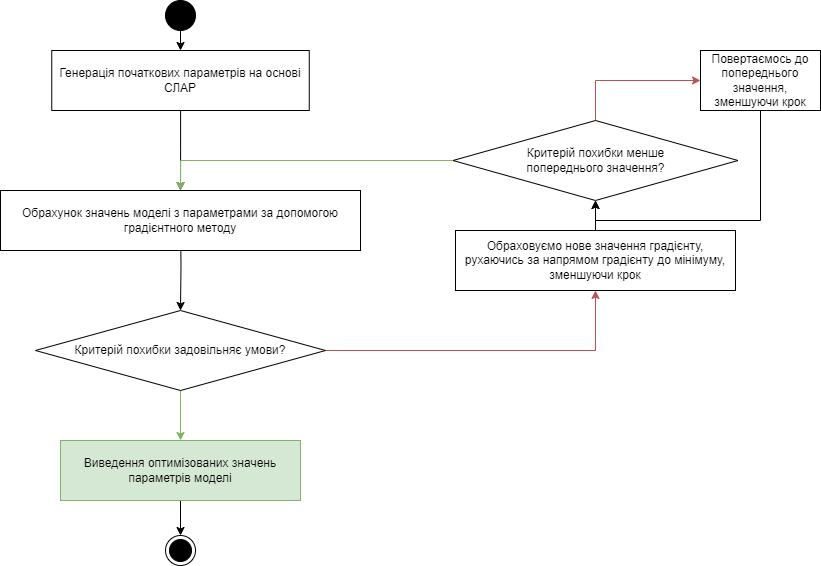 Генерація початкових параметрів на основі
СЛАР
Повертаємось до
попереднього
значення,
зменшуючи крок
Критерій похибки менше
попереднього значення?
Обрахунок значень моделі з параметрами за допомогою
градієнтного методу
Обраховуємо нове значення градієнту,
рухаючись за напрямом градієнту до мінімуму,
зменшуючи крок
Критерій похибки задовільняє умови?
Виведення оптимізованих значень
параметрів моделі